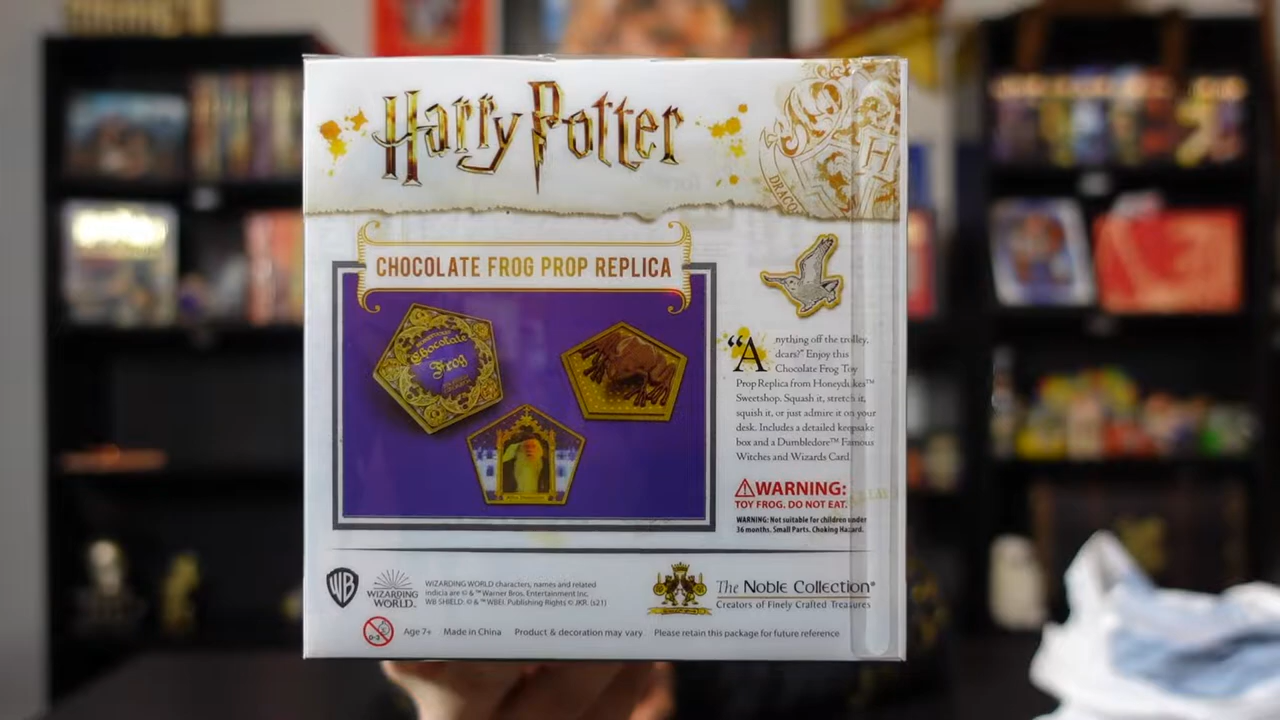 Harry Potter
DRACO
H
CHOCOLATE FROG PROP REPLICA
Chocolate
Frog
“Anything off the trolley,
dears?” Enjoy this
Chocolate Frog Toy
Prop Replica from Honeydukes™
Sweetshop. Squash it, stretch it,
squish it, or just admire it on your
desk. Includes a detailed keepsake
box and a Dumbledore™ Famous
Witches and Wizards Card.
WARNING:
TOY FROG. DO NOT EAT.
WARNING: Not suitable for children under
36 months. Small Parts. Choking Hazard.
WB
WIZARDING
WORLD
WIZARDING WORLD characters, names and related
indicia are © & ™ Warner Bros. Entertainment Inc.
WB SHIELD: © & ™ WBEI. Publishing Rights © JKR. (s21)
The Noble Collection®
Creators of Finely Crafted Treasures
0-3
Age 7+ Made in China Product & decoration may vary. Please retain this package for future reference